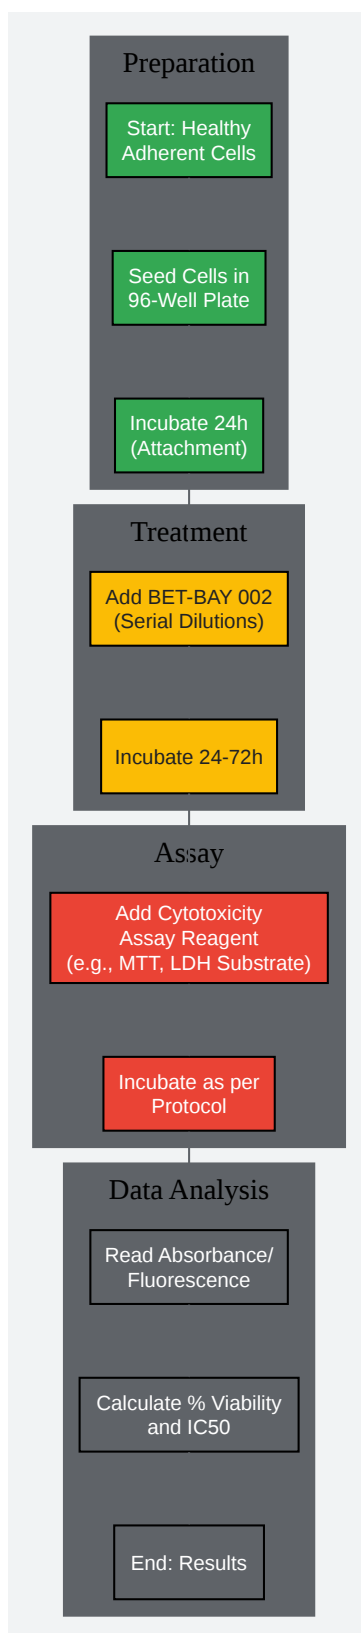 Preparation
Start: Healthy
Adherent Cells
Seed Cells in
96-Well Plate
Incubate 24h
(Attachment)
Treatment
Add BET-BAY 002
(Serial Dilutions)
Incubate 24-72h
Assay
Add Cytotoxicity
Assay Reagent
(e.g., MTT, LDH Substrate)
Incubate as per
Protocol
Data Analysis
Read Absorbance/
Fluorescence
Calculate % Viability
and IC50
End: Results